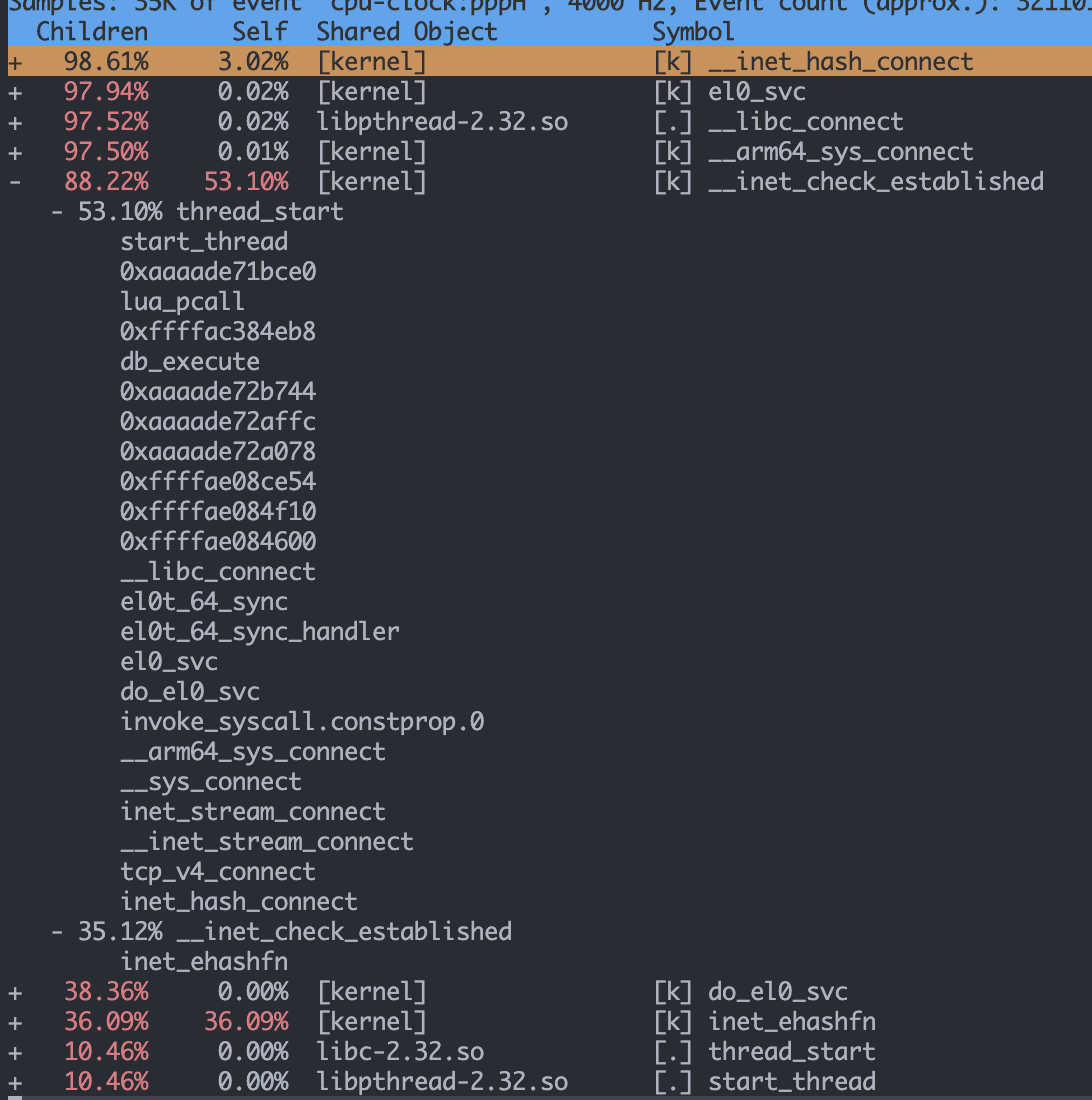 Samples: 35K of event 'cpu-clock:pppH', 4000 Hz, Event count (approx.):
Children Self Shared Object Symbol
+ 98.61% 3.02% [kernel] [k] __inet_hash_connect
+ 97.94% 0.02% [kernel] [k] el0_svc
+ 97.52% 0.02% libpthread-2.32.so [.] __libc_connect
+ 97.50% 0.01% [kernel] [k] __arm64_sys_connect
- 88.22% 53.10% [kernel] [k] __inet_check_established
- 53.10% thread_start
start_thread
0xaaaade71bce0
lua_pcall
0xffffac384eb8
db_execute
0xaaaade72b744
0xaaaade72affc
0xaaaade72a078
0xffffae08ce54
0xffffae084f10
0xffffae084600
__libc_connect
el0t_64_sync
el0t_64_sync_handler
el0_svc
do_el0_svc
invoke_syscall.constprop.0
__arm64_sys_connect
__sys_connect
inet_stream_connect
__inet_stream_connect
tcp_v4_connect
inet_hash_connect
- 35.12% __inet_check_established
inet_ehashfn
+ 38.36% 0.00% [kernel] [k] do_el0_svc
+ 36.09% 36.09% [kernel] [k] inet_ehashfn
+ 10.46% 0.00% libc-2.32.so [.] thread_start
+ 10.46% 0.00% libpthread-2.32.so [.] start_thread